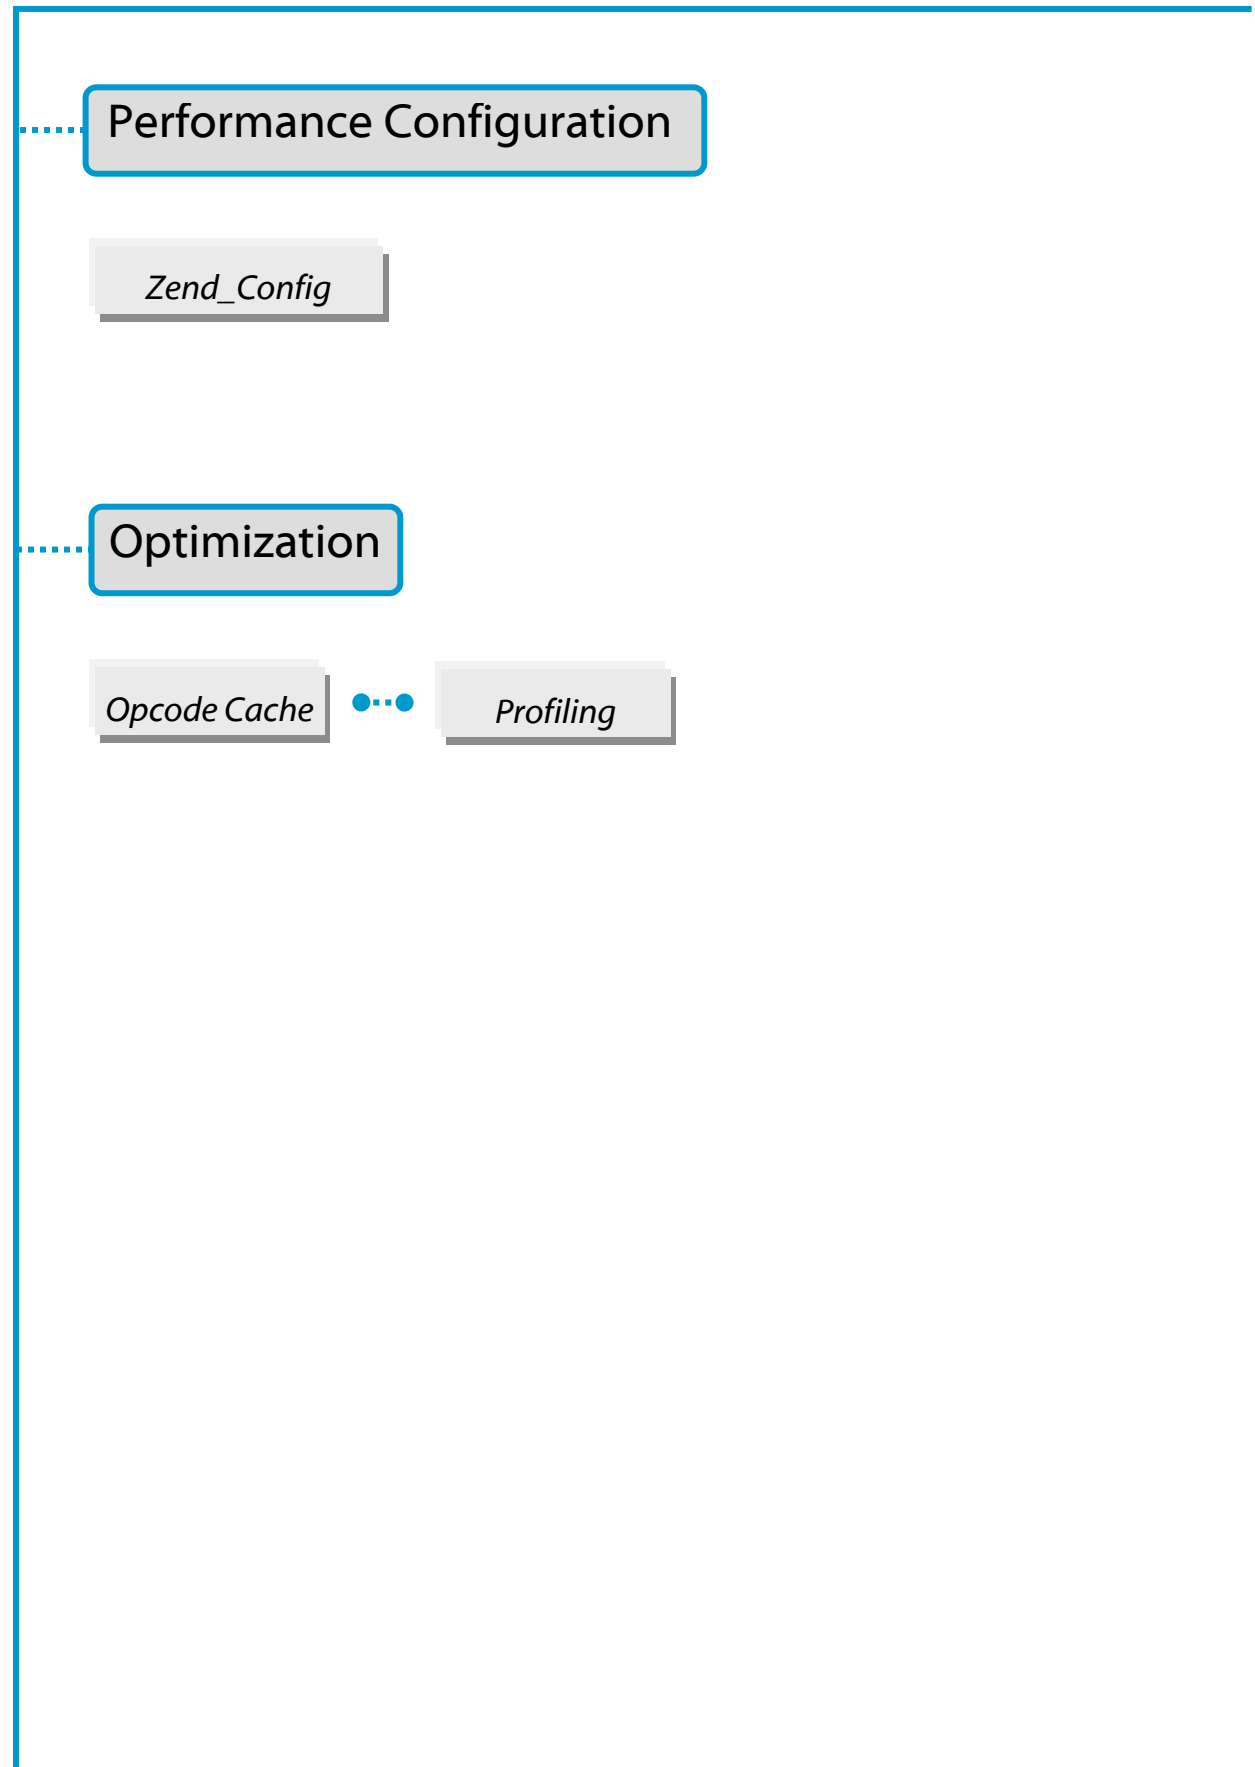 Performance Configuration
Zend_Config
Optimization
Opcode Cache
Profiling